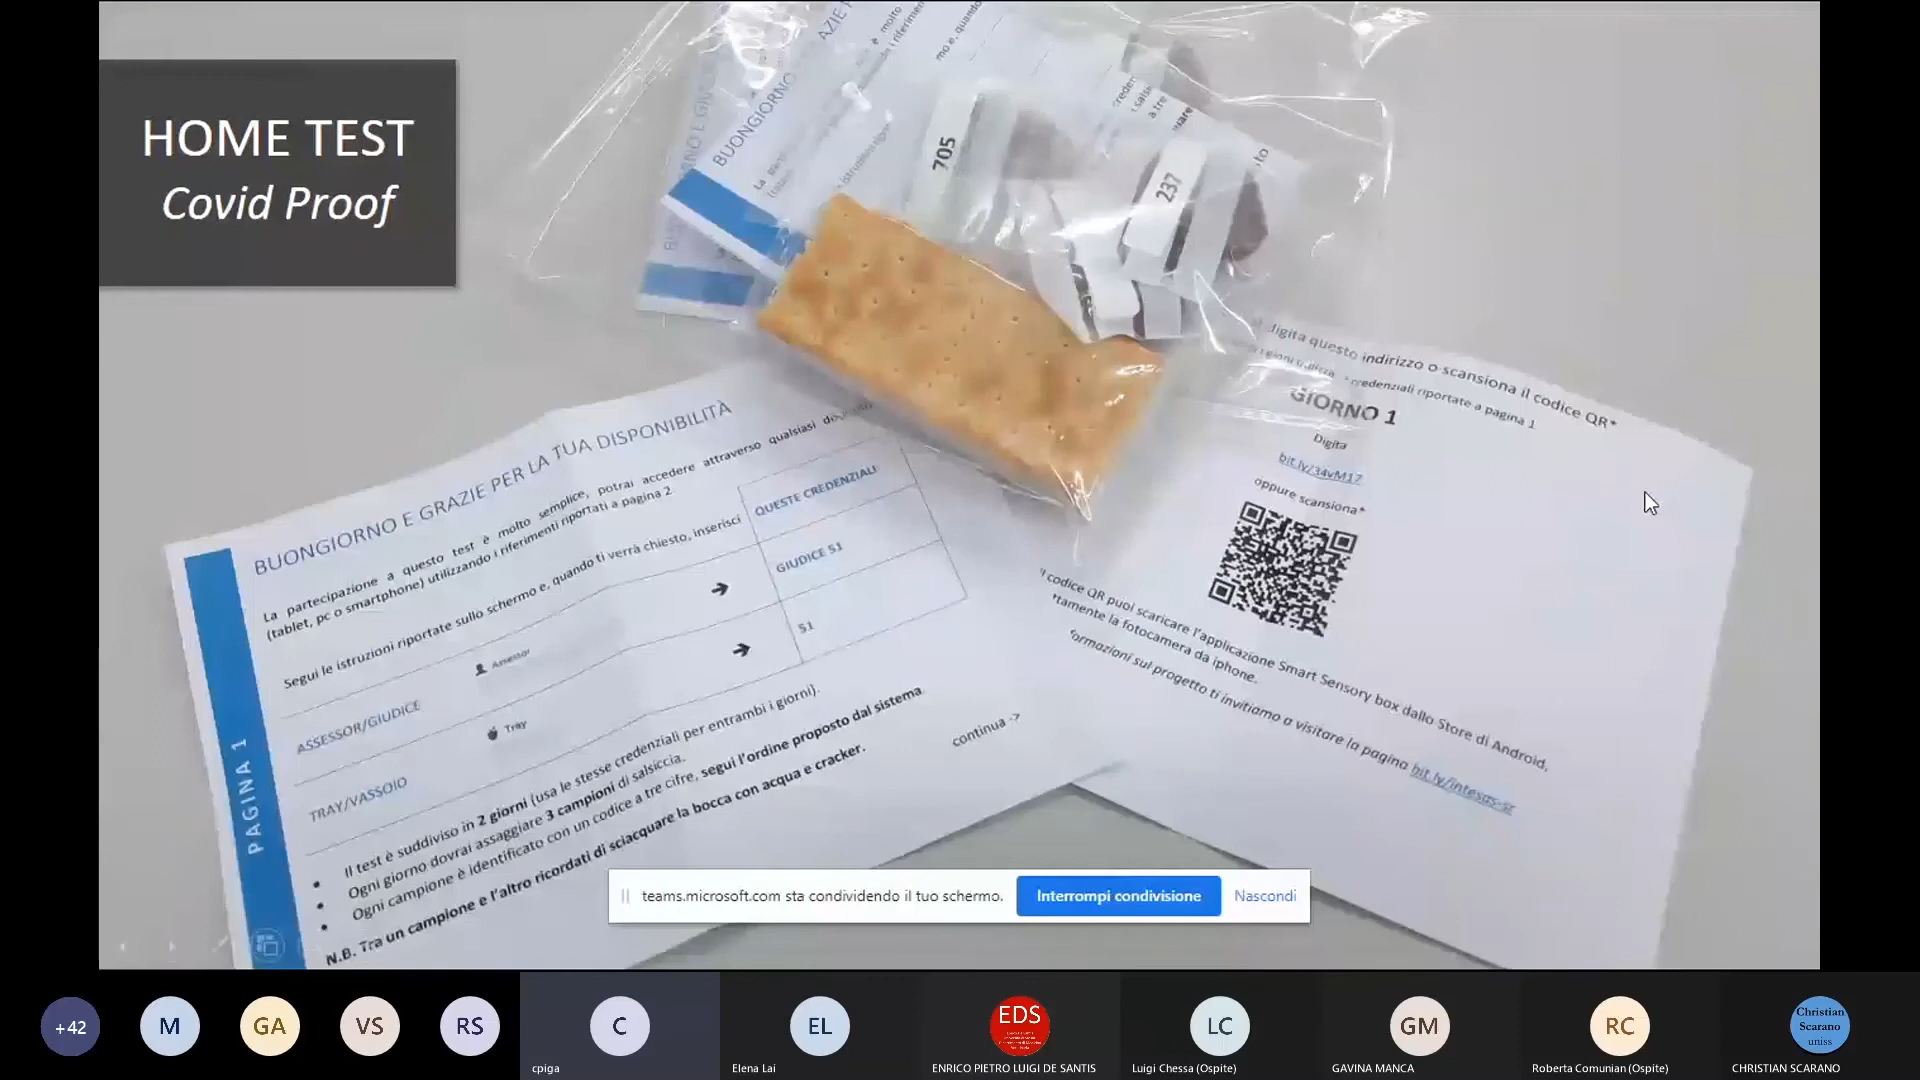 HOME TEST
Covid Proof
BUONGIORNO
705
237
digita questo indirizzo o scansiona il codice QR*
credenziali riportate a pagina 1
GIORNO 1
Digita
bit.ly/34vM17
oppure scansiona*
codice QR puoi scaricare l'applicazione Smart Sensory box dallo Store di Android,
la fotocamera da iphone.
sul progetto ti invitiamo a visitare la pagina bit.ly/intesas-sr
PAGINA 1
BUONGIORNO E GRAZIE PER LA TUA DISPONIBILITÀ
La partecipazione a questo test è molto semplice, potrai accedere attraverso qualsiasi
(tablet, pc o smartphone) utilizzando i riferimenti riportati a pagina 2.
Segui le istruzioni riportate sullo schermo e, quando ti verrà chiesto, inserisci
QUESTE CREDENZIALI
ASSESSOR/GIUDICE
Assessor
➔
GIUDICE 51
TRAY/VASSOIO
Tray
➔
51
• Il test è suddiviso in 2 giorni (usa le stesse credenziali per entrambi i giorni).
• Ogni giorno dovrai assaggiare 3 campioni di salsiccia.
• Ogni campione è identificato con un codice a tre cifre, segui l'ordine proposto dal sistema.
N.B. Tra un campione e l'altro ricordati di sciacquare la bocca con acqua e cracker.
continua ->
teams.microsoft.com sta condividendo il tuo schermo.
Interrompi condivisione
Nascondi
+42
M
GA
VS
RS
C
EL
EDS
LC
GM
RC
Christian
Scarano
uniss
cpiga
Elena Lai
ENRICO PIETRO LUIGI DE SANTIS
Luigi Chessa (Ospite)
GAVINA MANCA
Roberta Comunian (Ospite)
CHRISTIAN SCARANO